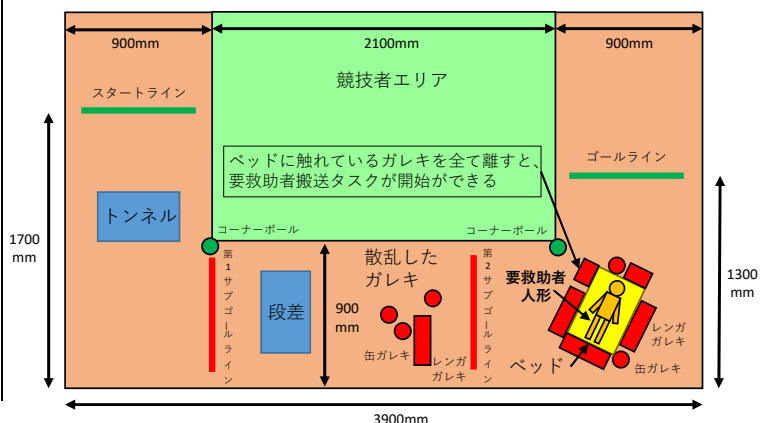 900mm
2100mm
900mm
競技者エリア
スタートライン
ベッドに触れているガレキを全て離すと、
要救助者搬送タスクが開始ができる
ゴールライン
トンネル
コーナーポール
コーナーポール
1700
mm
第1サブゴールライン
散乱した
ガレキ
第2サブゴールライン
要救助者
人形
1300
mm
段差
900
mm
缶ガレキ
レンガ
ガレキ
ベッド
レンガ
ガレキ
缶ガレキ
3900mm